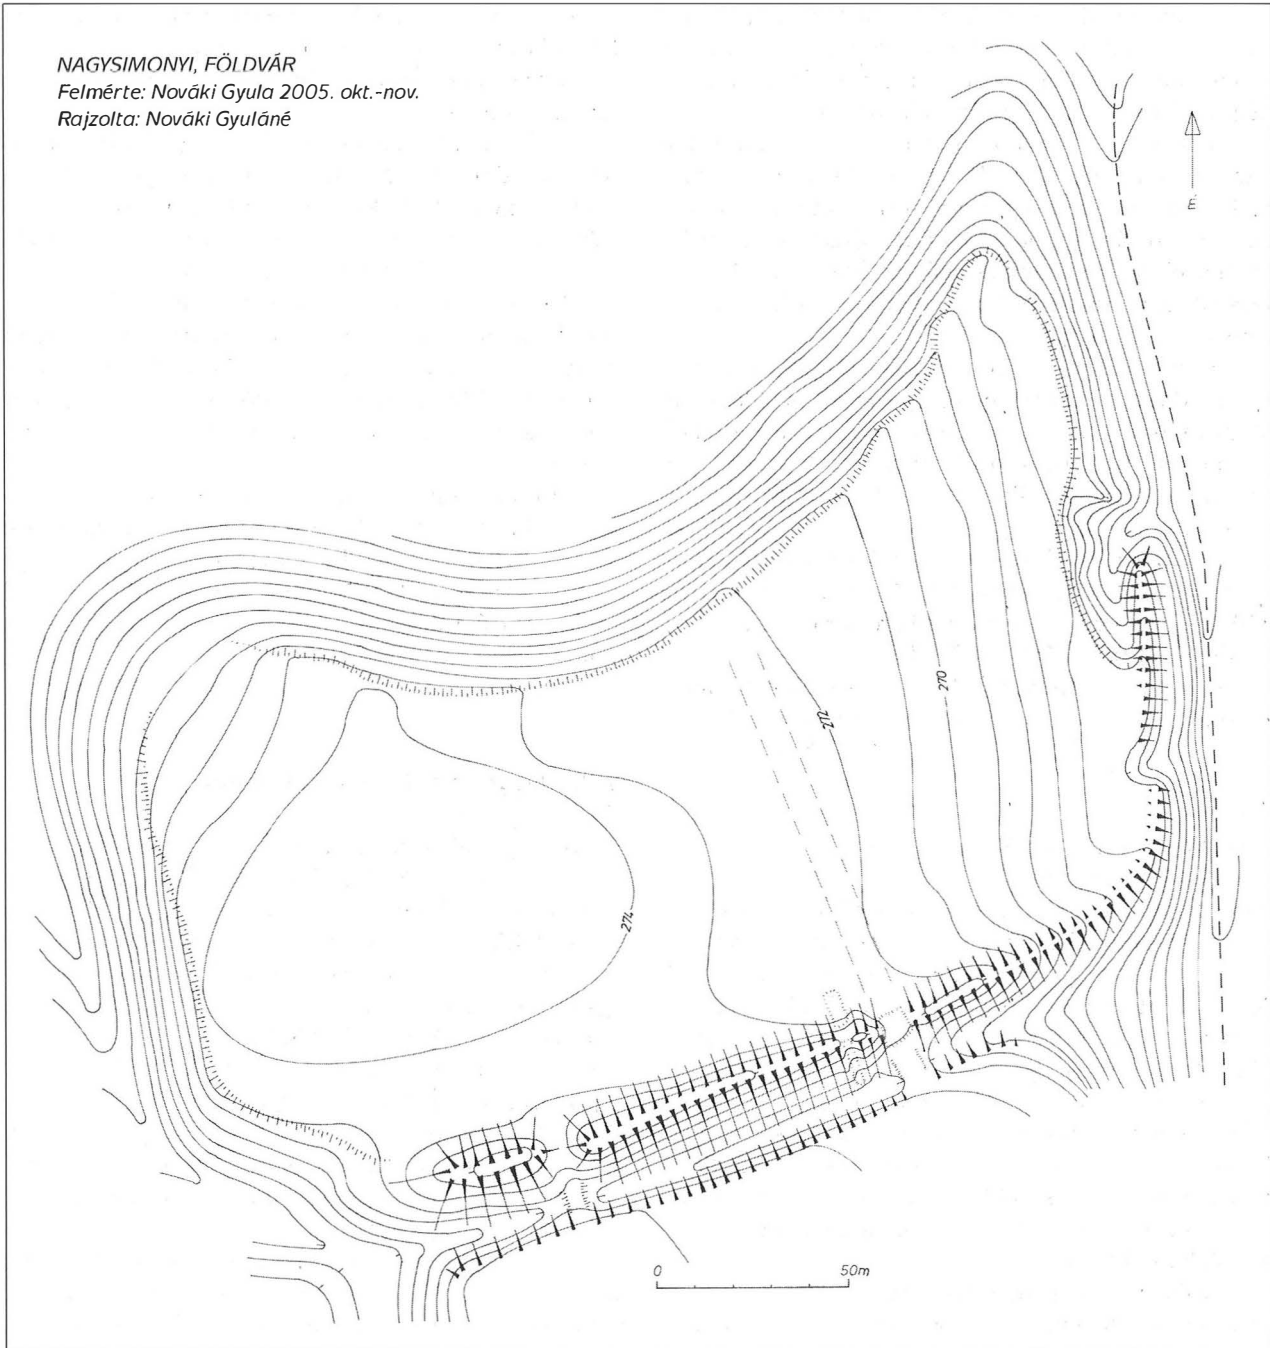 NAGYSIMONYI, FÖLDVÁR
Felmérte: Nováki Gyula 2005. okt.-nov.
Rajzolta: Nováki Gyuláné
É
270
272
274
0 50m